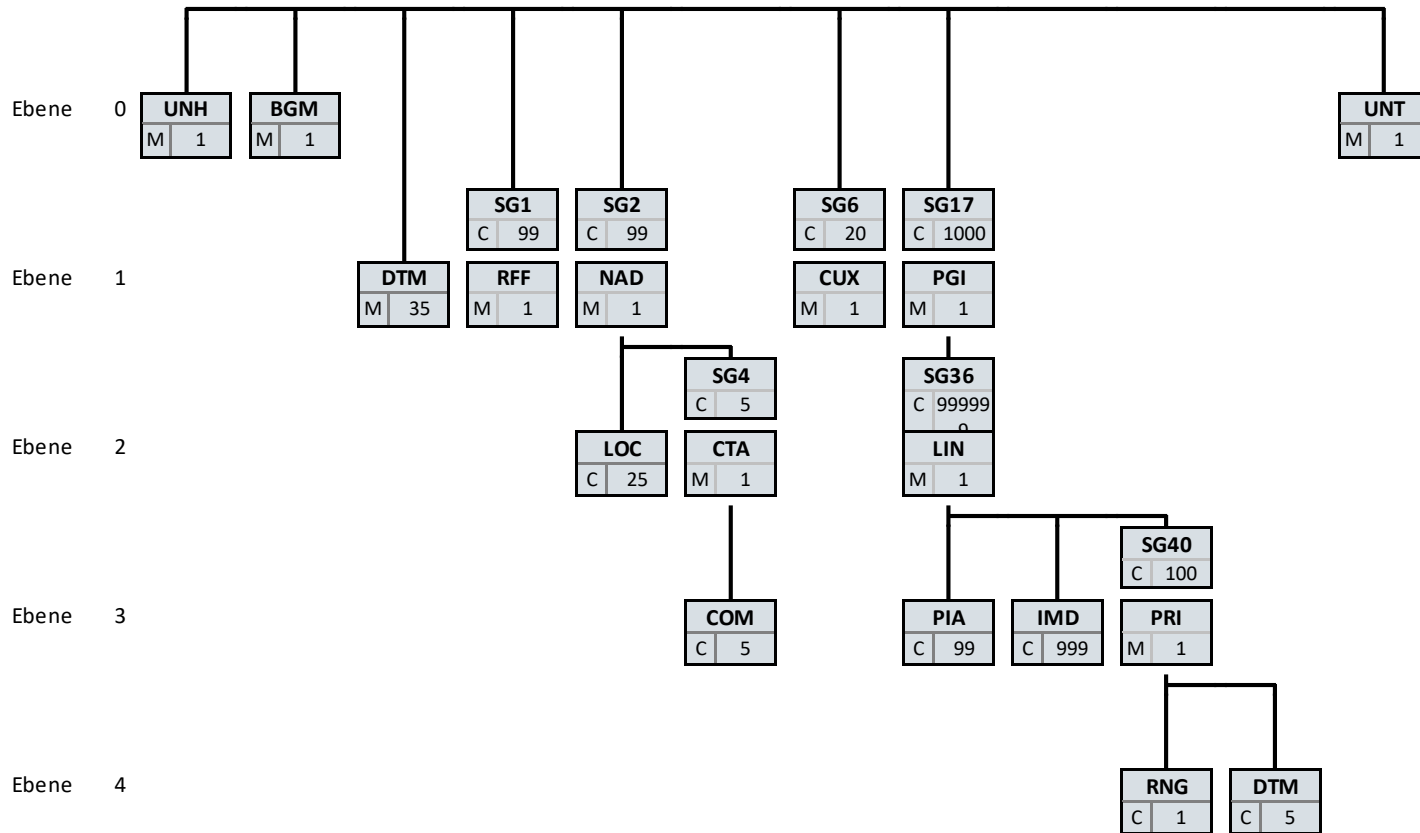 Ebene 0 UNH BGM UNT
M 1 M 1 M 1
SG1 SG2 SG6 SG17
C 99 C 99 C 20 C 1000
Ebene 1 DTM RFF NAD CUX PGI
M 35 M 1 M 1 M 1 M 1
SG4 SG36
C 5 C 99999
9
Ebene 2 LOC CTA LIN
C 25 M 1 M 1
SG40
C 100
Ebene 3 COM PIA IMD PRI
C 5 C 99 C 999 M 1
Ebene 4 RNG DTM
C 1 C 5